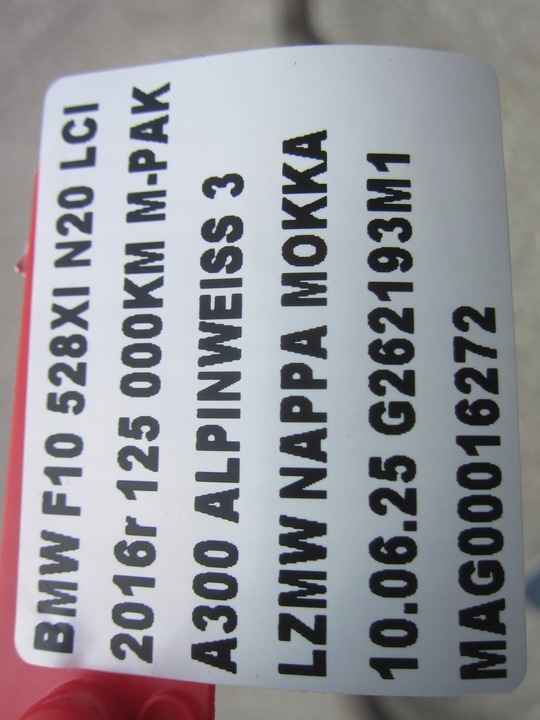 BMW F10 528XI N20 LCI
2016r 125 000KM M-PAK
A300 ALPINWEISS 3
LZMW NAPPA MOKKA
10.06.25 G262193M1
MAG00016272